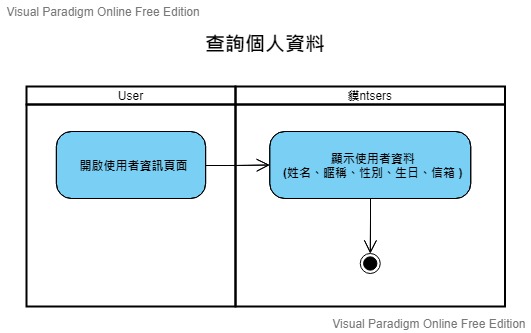 Visual Paradigm Online Free Edition
查詢個人資料
User
貘ntsers
開啟使用者資訊頁面
顯示使用者資料
(姓名、暱稱、性別、生日、信箱 )
Visual Paradigm Online Free Edition